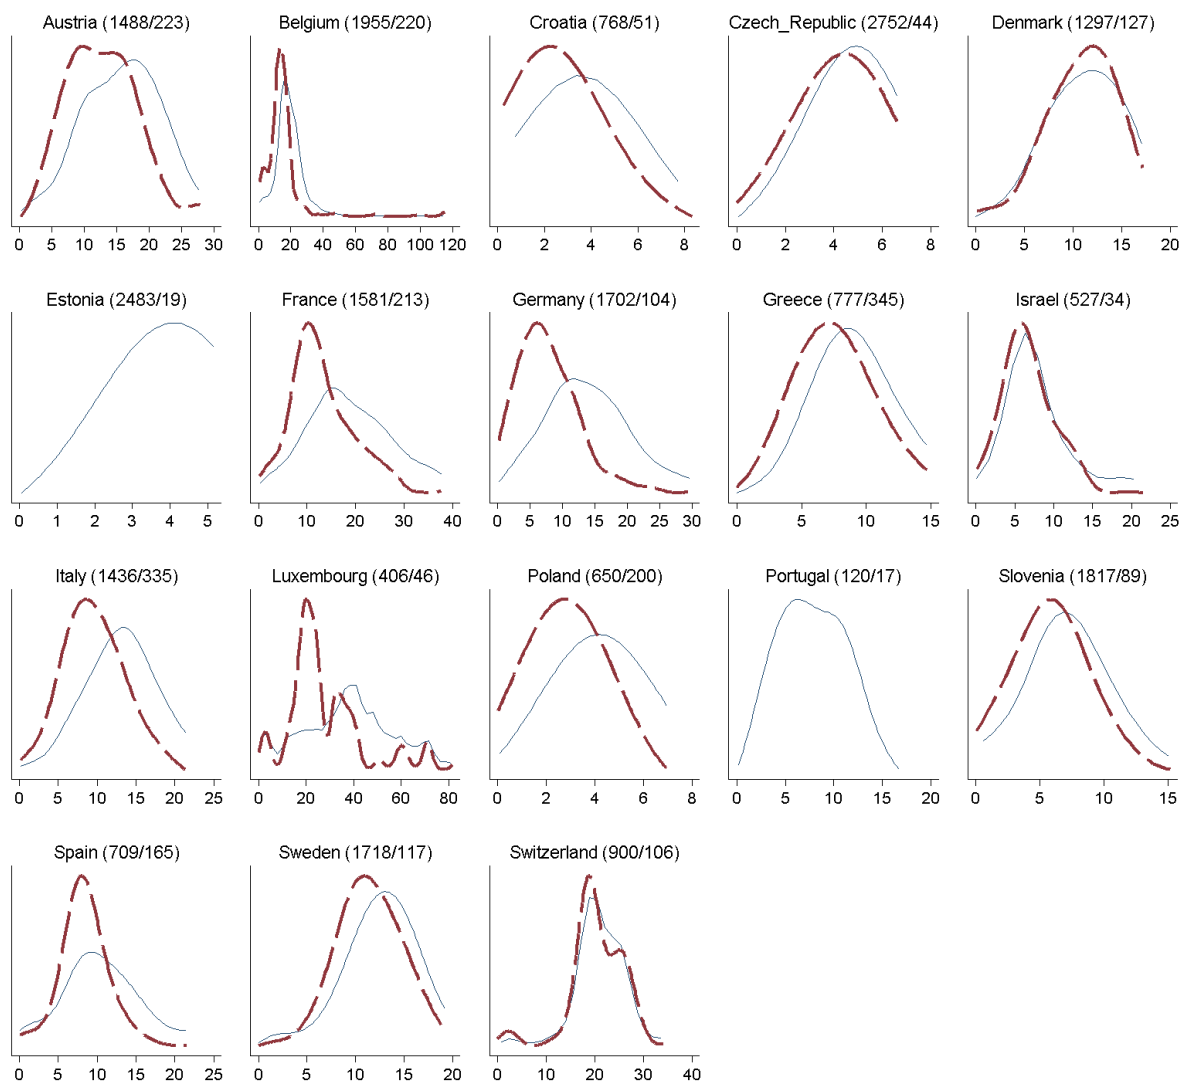 Austria (1488/223) Belgium (1955/220) Croatia (768/51) Czech_Republic (2752/44) Denmark (1297/127)
0 5 10 15 20 25 30 0 20 40 60 80 100 120 0 2 4 6 8 0 2 4 6 8 0 5 10 15 20
Estonia (2483/19) France (1581/213) Germany (1702/104) Greece (777/345) Israel (527/34)
0 1 2 3 4 5 0 10 20 30 40 0 5 10 15 20 25 30 0 5 10 15 0 5 10 15 20 25
Italy (1436/335) Luxembourg (406/46) Poland (650/200) Portugal (120/17) Slovenia (1817/89)
0 5 10 15 20 25 0 20 40 60 80 0 2 4 6 8 0 5 10 15 20 0 5 10 15
Spain (709/165) Sweden (1718/117) Switzerland (900/106)
0 5 10 15 20 25 0 5 10 15 20 0 10 20 30 40